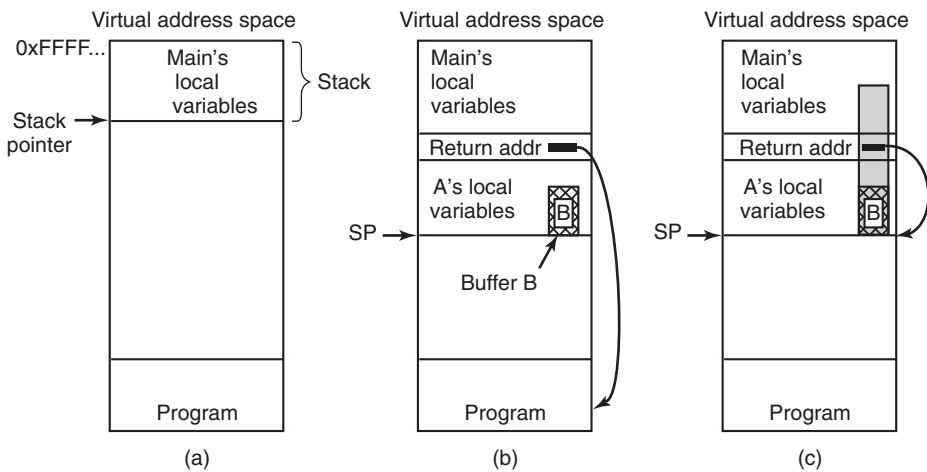 Virtual address space
0xFFFF...
Main's
local
variables
Stack
Stack
pointer
Program
(a)
Virtual address space
Main's
local
variables
Return addr
A's local
variables
B
SP
Buffer B
Program
(b)
Virtual address space
Main's
local
variables
Return addr
A's local
variables
B
SP
Program
(c)